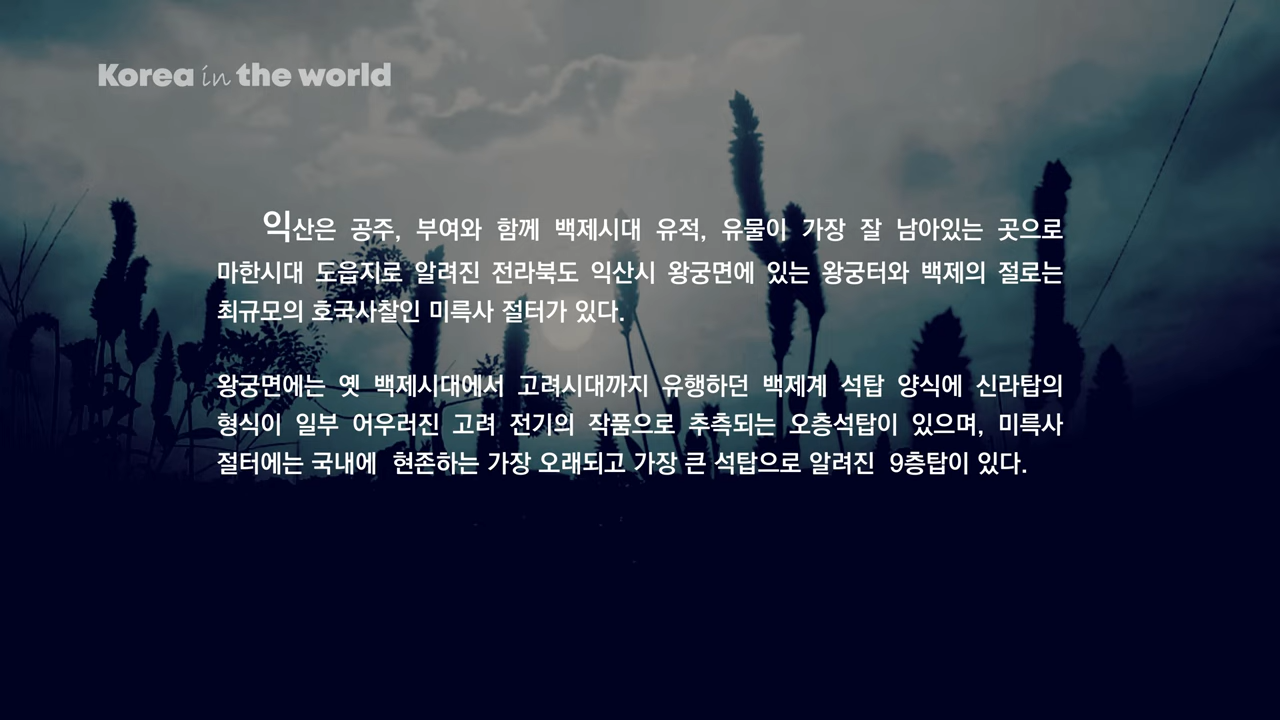 Korea in the world
익산은 공주, 부여와 함께 백제시대 유적, 유물이 가장 잘 남아있는 곳으로
마한시대 도읍지로 알려진 전라북도 익산시 왕궁면에 있는 왕궁터와 백제의 절로는
최규모의 호국사찰인 미륵사 절터가 있다.
왕궁면에는 옛 백제시대에서 고려시대까지 유행하던 백제계 석탑 양식에 신라탑의
형식이 일부 어우러진 고려 전기의 작품으로 추측되는 오층석탑이 있으며, 미륵사
절터에는 국내에 현존하는 가장 오래되고 가장 큰 석탑으로 알려진 9층탑이 있다.